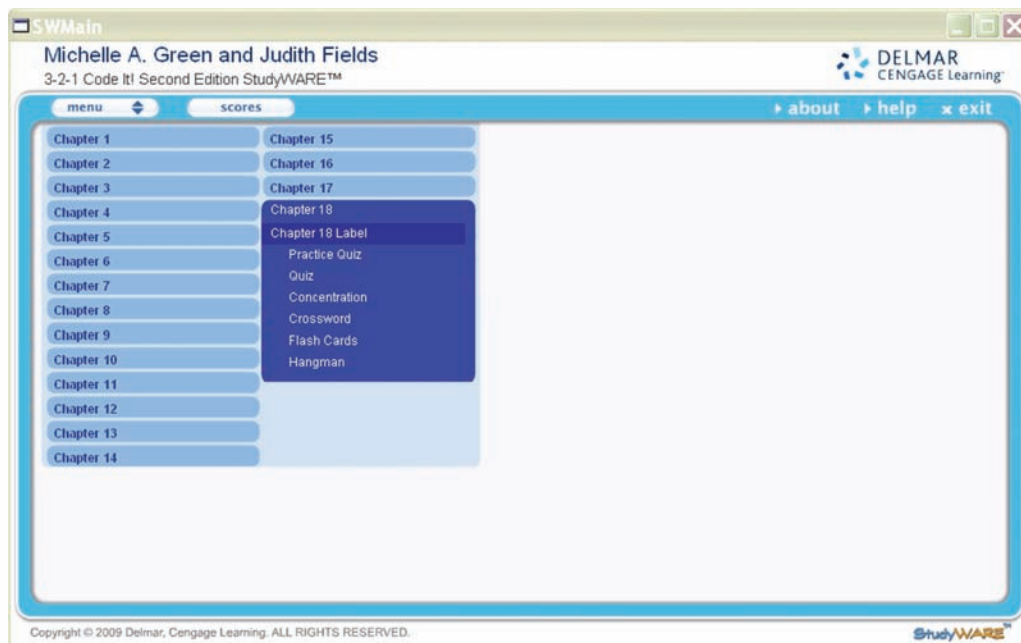 SWMain
Michelle A. Green and Judith Fields
3-2-1 Code It! Second Edition StudyWARE™
DELMAR
CENGAGE Learning™
menu
scores
about
help
x exit
Chapter 1
Chapter 2
Chapter 3
Chapter 4
Chapter 5
Chapter 6
Chapter 7
Chapter 8
Chapter 9
Chapter 10
Chapter 11
Chapter 12
Chapter 13
Chapter 14
Chapter 15
Chapter 16
Chapter 17
Chapter 18
Chapter 18 Label
Practice Quiz
Quiz
Concentration
Crossword
Flash Cards
Hangman
Copyright © 2009 Delmar, Cengage Learning. ALL RIGHTS RESERVED.
StudyWARE™